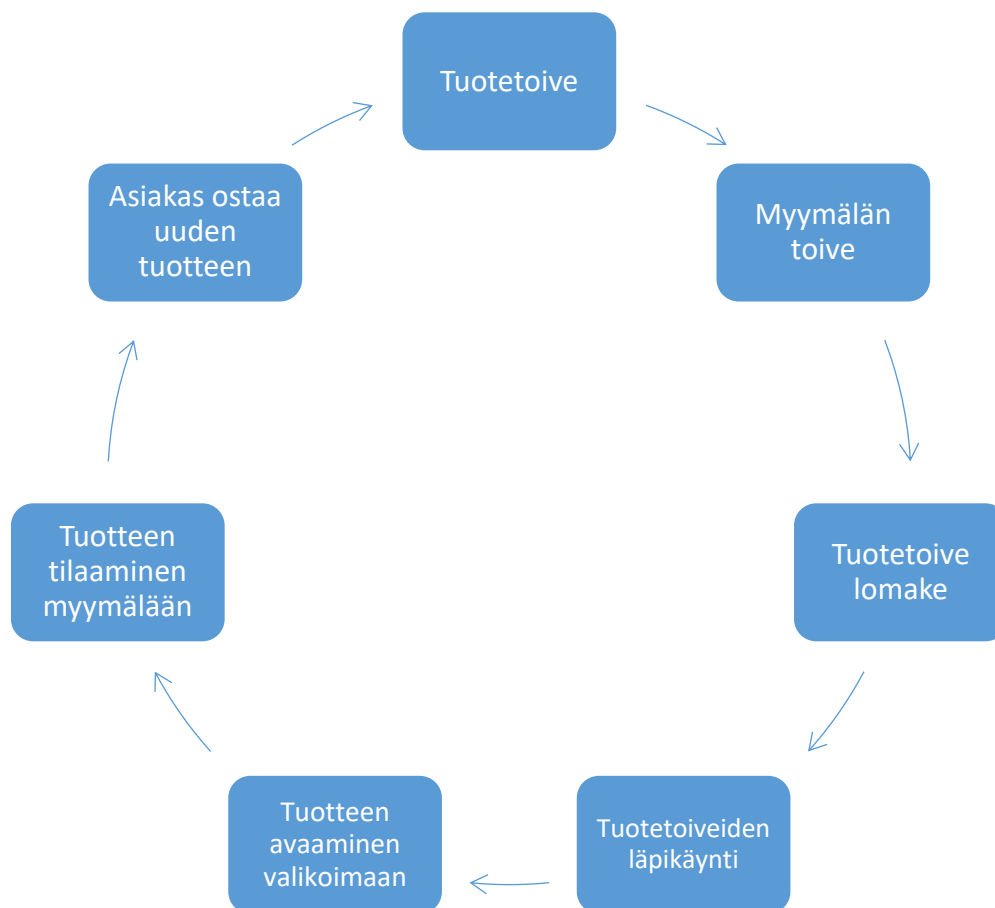 Tuotetoive
Myymälän
toive
Tuotetoive
lomake
Tuotetoiveiden
läpikäynti
Tuotteen
avaaminen
valikoimaan
Tuotteen
tilaaminen
myymälään
Asiakas ostaa
uuden
tuotteen